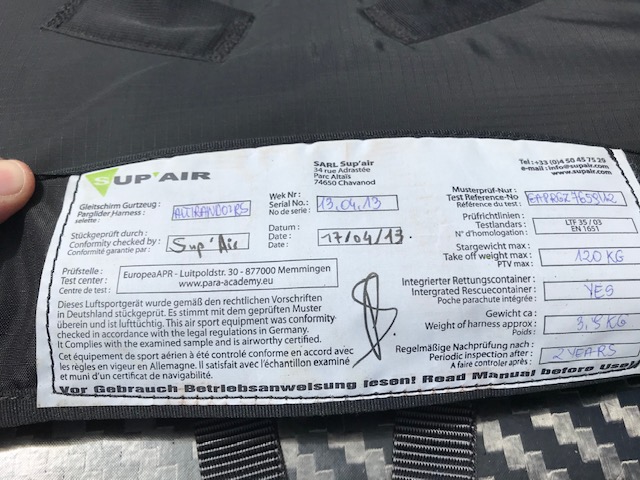 SUP'AIR
SARL Sup'air
34 rue Adrastée
Parc Altaïs
74650 Chavanod
Tel:+33 (0)4 50 45 75 29
e-mail : info@supair.com
www.supair.com
Gleitschirm Gurtzeug :
Parglider Harness :
selette :
Wek Nr :
Serial No.:
No de serie :
13.04.13
Musterprüf-Nur :
Test Reference-No
Référence du test :
Stückgeprüft durch :
Conformity checked by :
Conformité garantie par :
Sup'Air
Datum :
Date :
Date :
17/04/13
Prüfrichtlinien :
Testlandars :
N° d'homologation :
LTF 35 / 03
EN 1651
Stargewicht max :
Take off weight max :
PTV max :
120 KG
Prüfstelle :
Test center :
Centre de test :
EuropeaAPR - Luitpoldstr. 30 - 877000 Memmingen
www.para-academy.eu
Integrierter Rettungscontainer :
Intergrated Rescuecontainer :
Poche parachute intégrée :
YES
Dieses Luftsportgerät wurde gemäß den rechtlichen Vorschriften
in Deutschland stückgeprüft. Es stimmt mit dem geprüften Muster
überein und ist lufttüchtig. This air sport equipment was conformity
checked in accordance with the legal regulations in Germany.
It Complies with the examined sample and is airworthy certified.
Cet équipement de sport aérien à été controlé conforme en accord avec
les règles en vigeur en Allemagne. Il satisfait avec l'échantillon examiné
et muni d'un certificat de navigabilité.
Gewicht ca :
Weight of harness approx :
Poids :
3,5 KG
Regelmäßige Nachprüfung nach :
Periodic inspection after :
A faire controler après :
2 YEARS
Vor Gebrauch Betriebsanweisung lesen! Read Manual before Use!